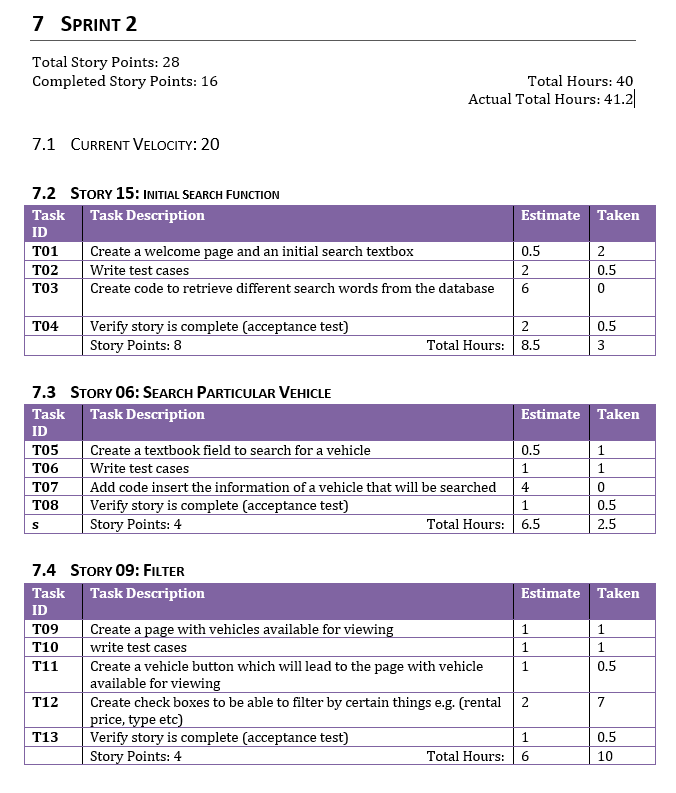 7 SPRINT 2
Total Story Points: 28
Completed Story Points: 16
Total Hours: 40
Actual Total Hours: 41.2
7.1 CURRENT VELOCITY: 20
7.2 STORY 15: INITIAL SEARCH FUNCTION
Task ID Task Description Estimate Taken
T01 Create a welcome page and an initial search textbox 0.5 2
T02 Write test cases 2 0.5
T03 Create code to retrieve different search words from the database 6 0
T04 Verify story is complete (acceptance test) 2 0.5
Story Points: 8 Total Hours: 8.5 3
7.3 STORY 06: SEARCH PARTICULAR VEHICLE
Task ID Task Description Estimate Taken
T05 Create a textbook field to search for a vehicle 0.5 1
T06 Write test cases 1 1
T07 Add code insert the information of a vehicle that will be searched 4 0
T08 Verify story is complete (acceptance test) 1 0.5
s Story Points: 4 Total Hours: 6.5 2.5
7.4 STORY 09: FILTER
Task ID Task Description Estimate Taken
T09 Create a page with vehicles available for viewing 1 1
T10 write test cases 1 1
T11 Create a vehicle button which will lead to the page with vehicle 1 0.5
available for viewing
T12 Create check boxes to be able to filter by certain things e.g. (rental 2 7
price, type etc)
T13 Verify story is complete (acceptance test) 1 0.5
Story Points: 4 Total Hours: 6 10